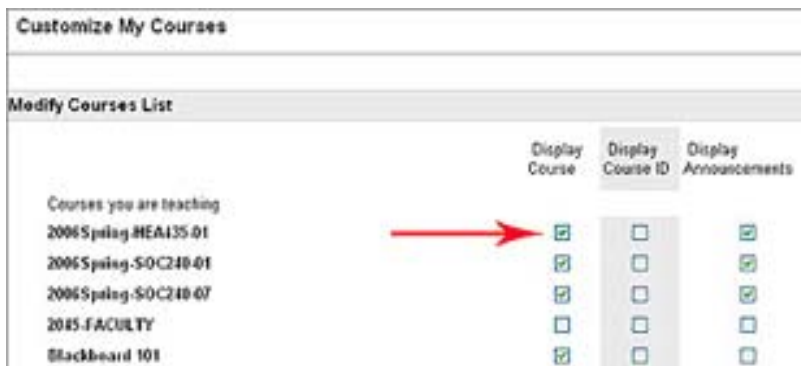 Customize My Courses
Modify Courses List
Display Course
Display Course ID
Display Announcements
Courses you are teaching
2006Spring-HEA435-01
2006Spring-SOC240-01
2006Spring-SOC240-07
2005-FACULTY
Blackboard 101